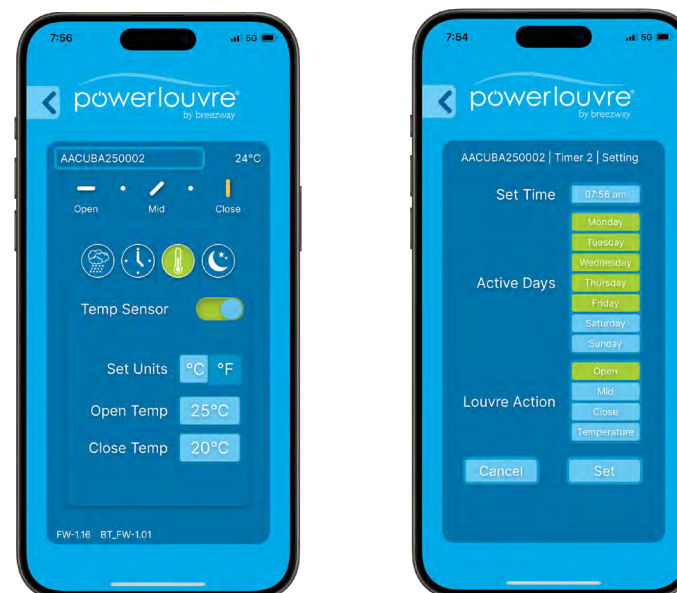 7:56
5G
powerlouvre®
by breezway
AACUBA250002
24°C
Open
Mid
Close
Temp Sensor
Set Units
°C
°F
Open Temp
25°C
Close Temp
20°C
FW-1.16 BT_FW-1.01
7:54
5G
powerlouvre®
by breezway
AACUBA250002 | Timer 2 | Setting
Set Time
07:56 am
Monday
Tuesday
Wednesday
Active Days
Thursday
Friday
Saturday
Sunday
Open
Mid
Louvre Action
Close
Temperature
Cancel
Set